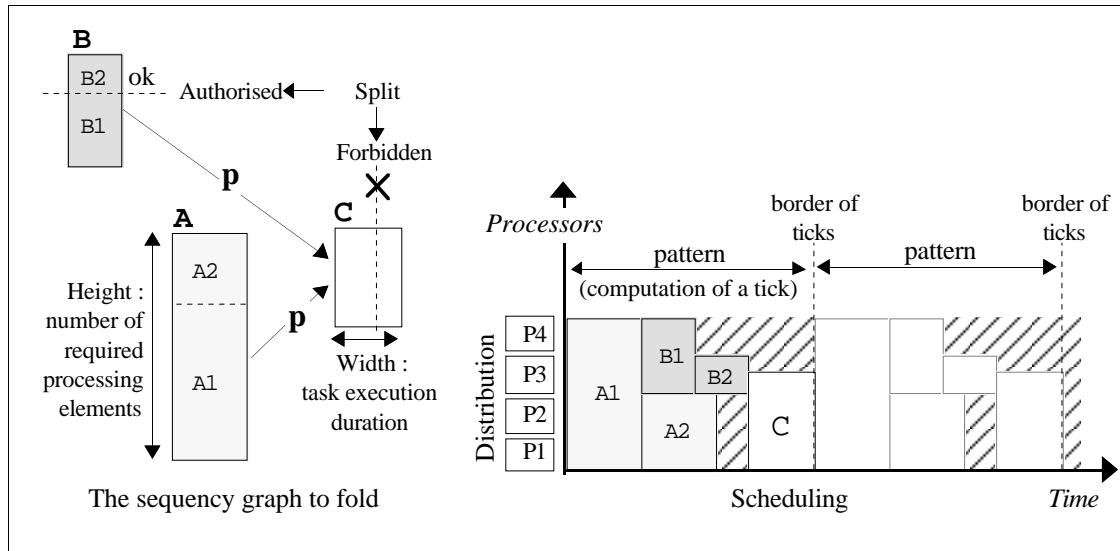 B
B2
ok
B1
Authorised
Split
Forbidden
p
A
C
A2
Height :
number of
required
processing
elements
A1
p
Width :
task execution
duration
The sequency graph to fold
Processors
border of
ticks
border of
ticks
pattern
pattern
(computation of a tick)
Distribution
P4
P3
P2
P1
A1
B1
B2
A2
C
Scheduling
Time